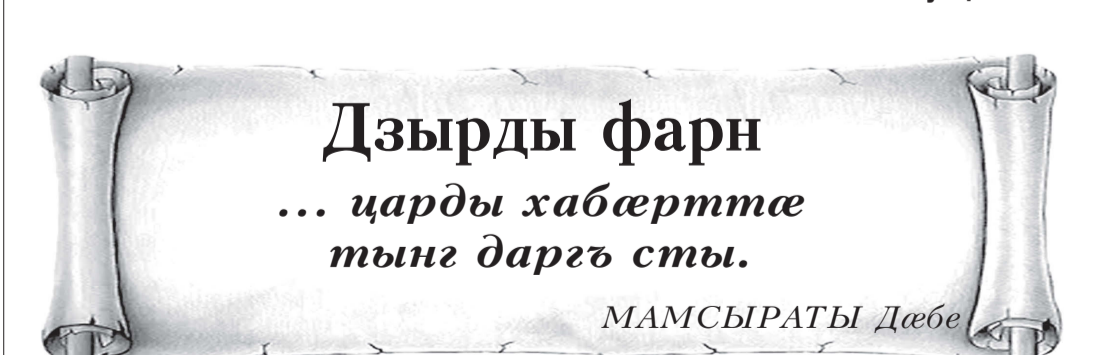 Дзырды фарн
... царды хабæрттæ
тынг даргъ сты.
МАМСЫРАТЫ Дæбе